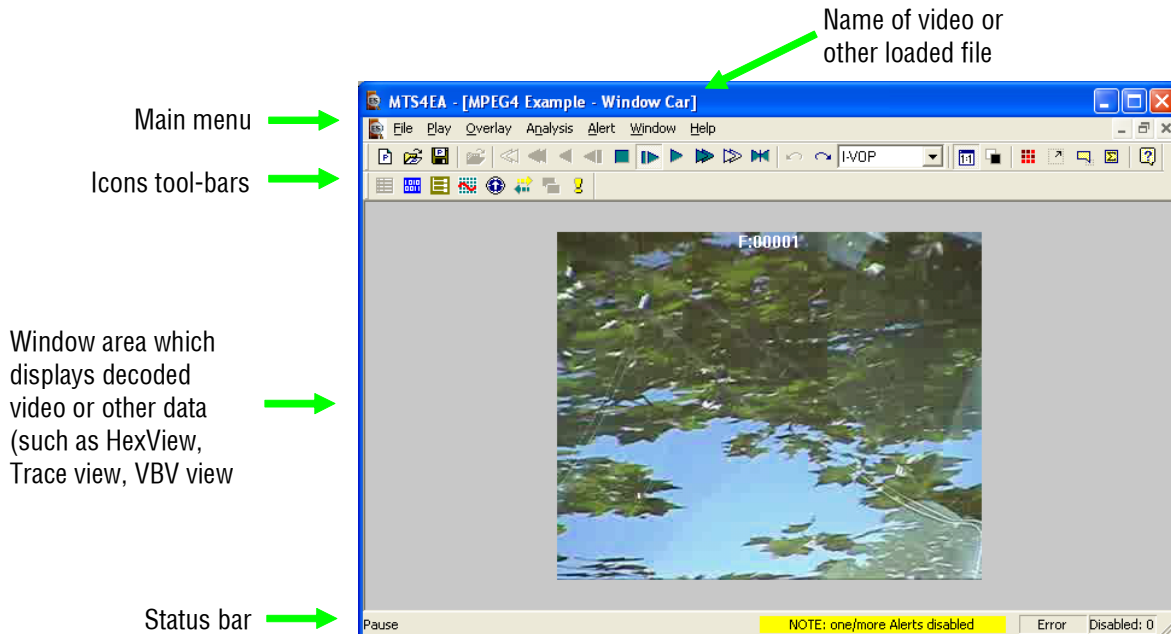 Name of video or
other loaded file
MTS4EA - [MPEG4 Example - Window Car]
Main menu
File Play Overlay Analysis Alert Window Help
I-VOP
1:1
Icons tool-bars
F:00001
Window area which
displays decoded
video or other data
(such as HexView,
Trace view, VBV view
Status bar
Pause
NOTE: one/more Alerts disabled
Error
Disabled: 0